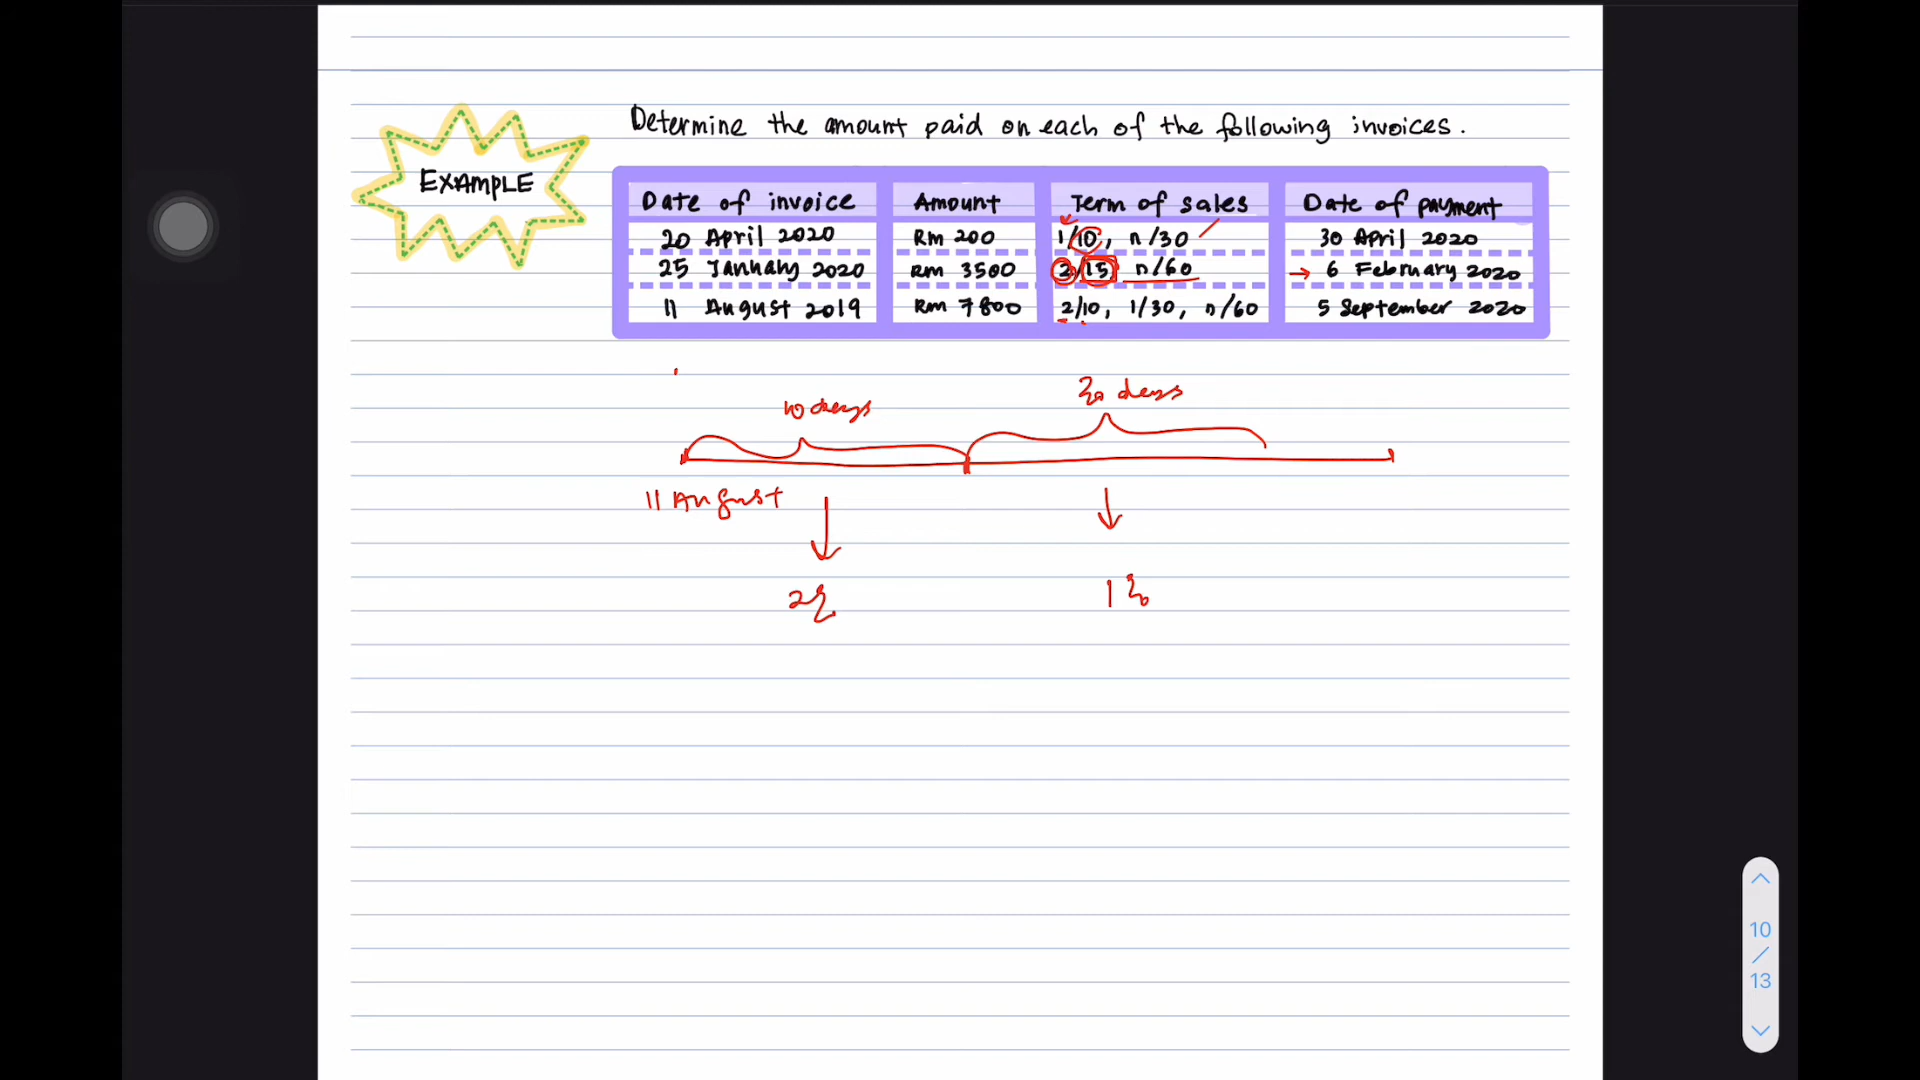 Determine the amount paid on each of the following invoices.
EXAMPLE
Date of invoice Amount Term of sales Date of payment
20 April 2020 Rm 200 1/10, n/30 30 April 2020
25 January 2020 Rm 3500 2/15 n/60 6 February 2020
11 August 2019 Rm 7800 2/10, 1/30, n/60 5 September 2020
10 days 30 days
11 August
2% 1%
10
/
13